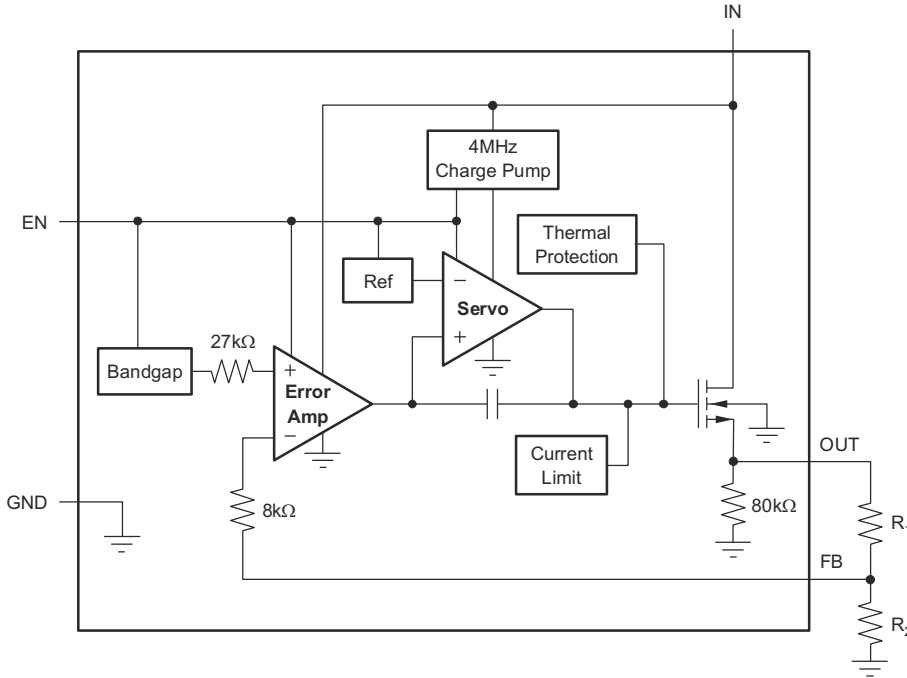 IN
4MHz
Charge Pump
EN
Thermal
Protection
Ref
−
Servo
+
27kΩ
Bandgap
+
Error
Amp
−
Current
Limit
OUT
GND
8kΩ
80kΩ
R
FB
R2